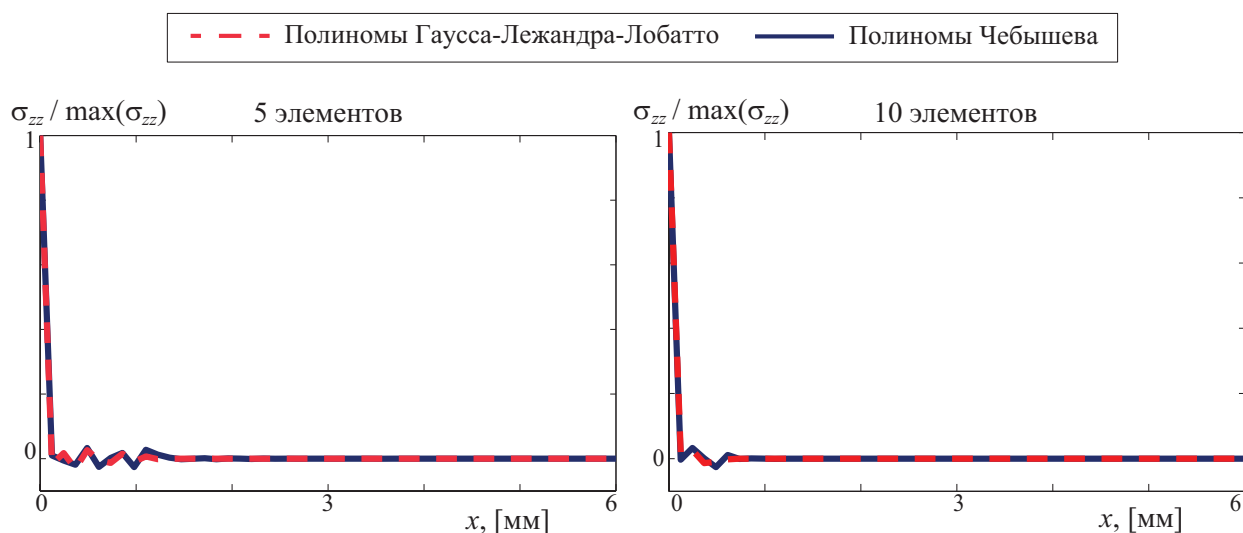 Полиномы Гаусса-Лежандра-Лобатто Полиномы Чебышева
σzz / max(σzz) 5 элементов
1
0
0 3 6
x, [мм]
σzz / max(σzz) 10 элементов
1
0
0 3 6
x, [мм]